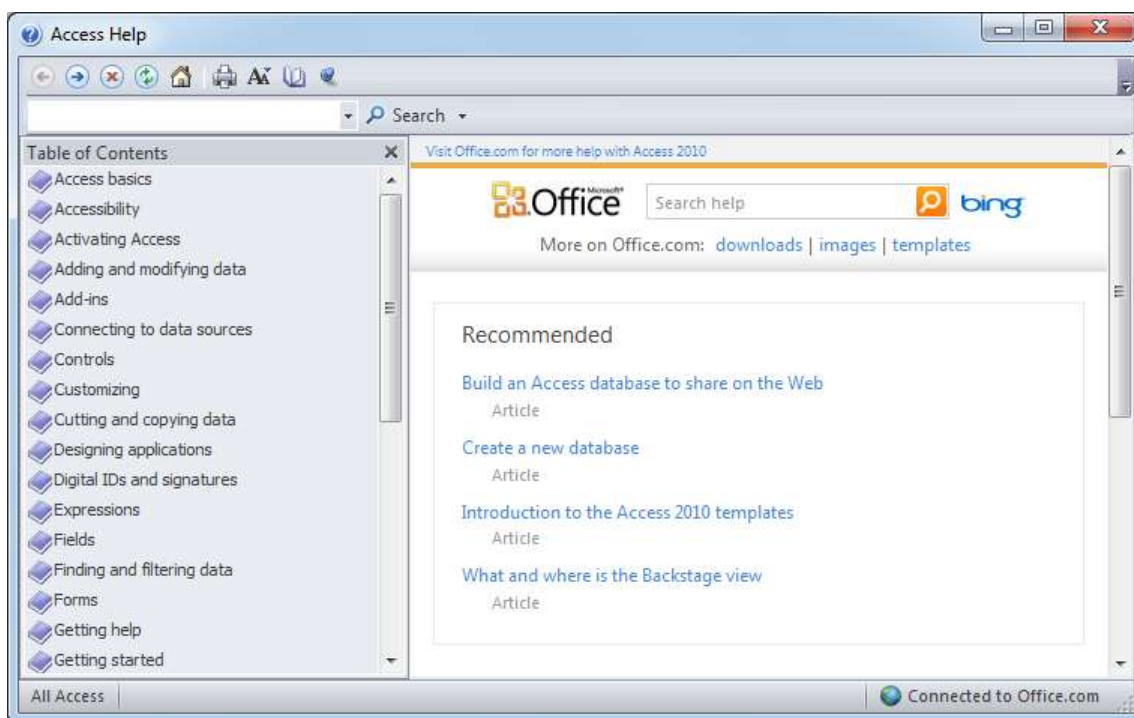 Access Help
Search
Table of Contents
Access basics
Accessibility
Activating Access
Adding and modifying data
Add-ins
Connecting to data sources
Controls
Customizing
Cutting and copying data
Designing applications
Digital IDs and signatures
Expressions
Fields
Finding and filtering data
Forms
Getting help
Getting started
Visit Office.com for more help with Access 2010
Microsoft®
Office
Search help
bing
More on Office.com: downloads | images | templates
Recommended
Build an Access database to share on the Web
Article
Create a new database
Article
Introduction to the Access 2010 templates
Article
What and where is the Backstage view
Article
All Access
Connected to Office.com